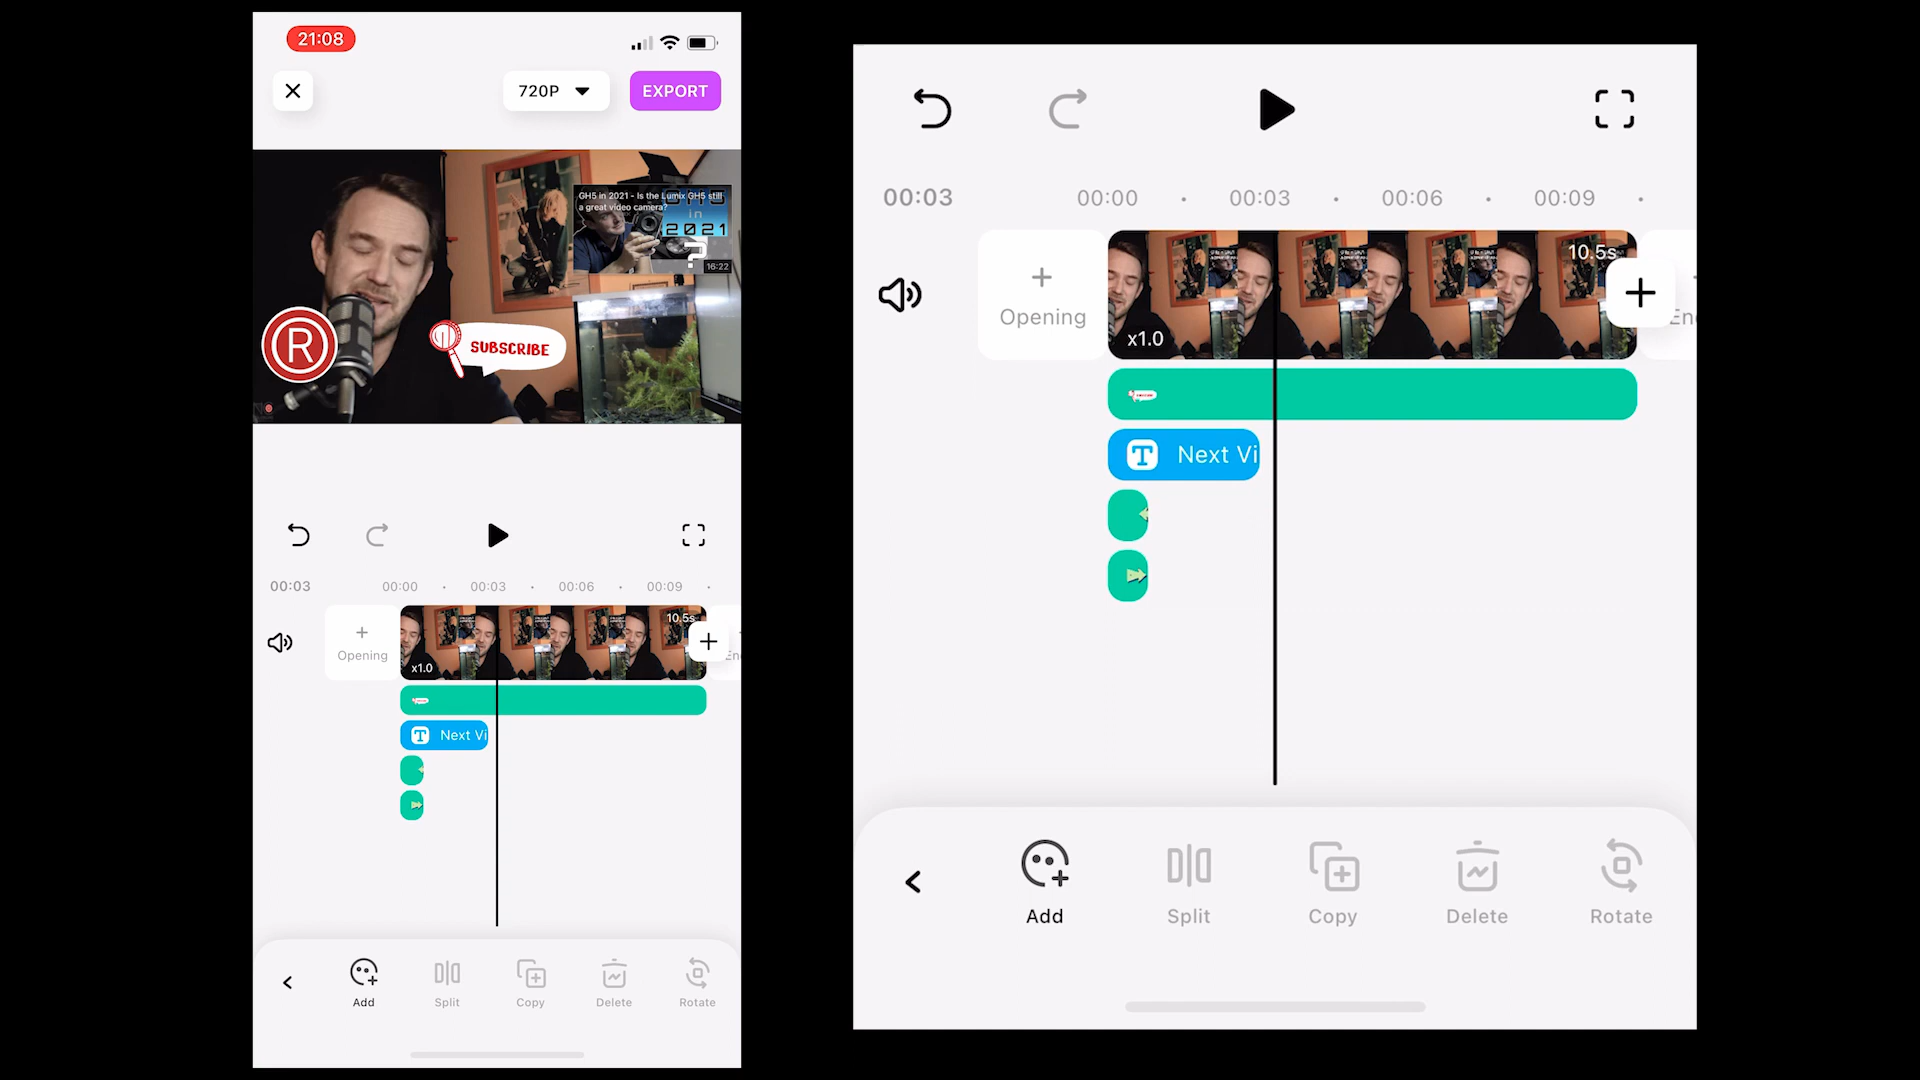 21:08
720P
EXPORT
GH5 in 2021 - Is the Lumix GH5 still
a great video camera?
in
2021
?
16:22
R
SUBSCRIBE
00:03
00:00
00:03
00:06
00:09
Opening
10.5s
x1.0
En
T Next Vi
Add
Split
Copy
Delete
Rotate
00:03
00:00
00:03
00:06
00:09
Opening
10.5s
x1.0
En
T Next Vi
Add
Split
Copy
Delete
Rotate